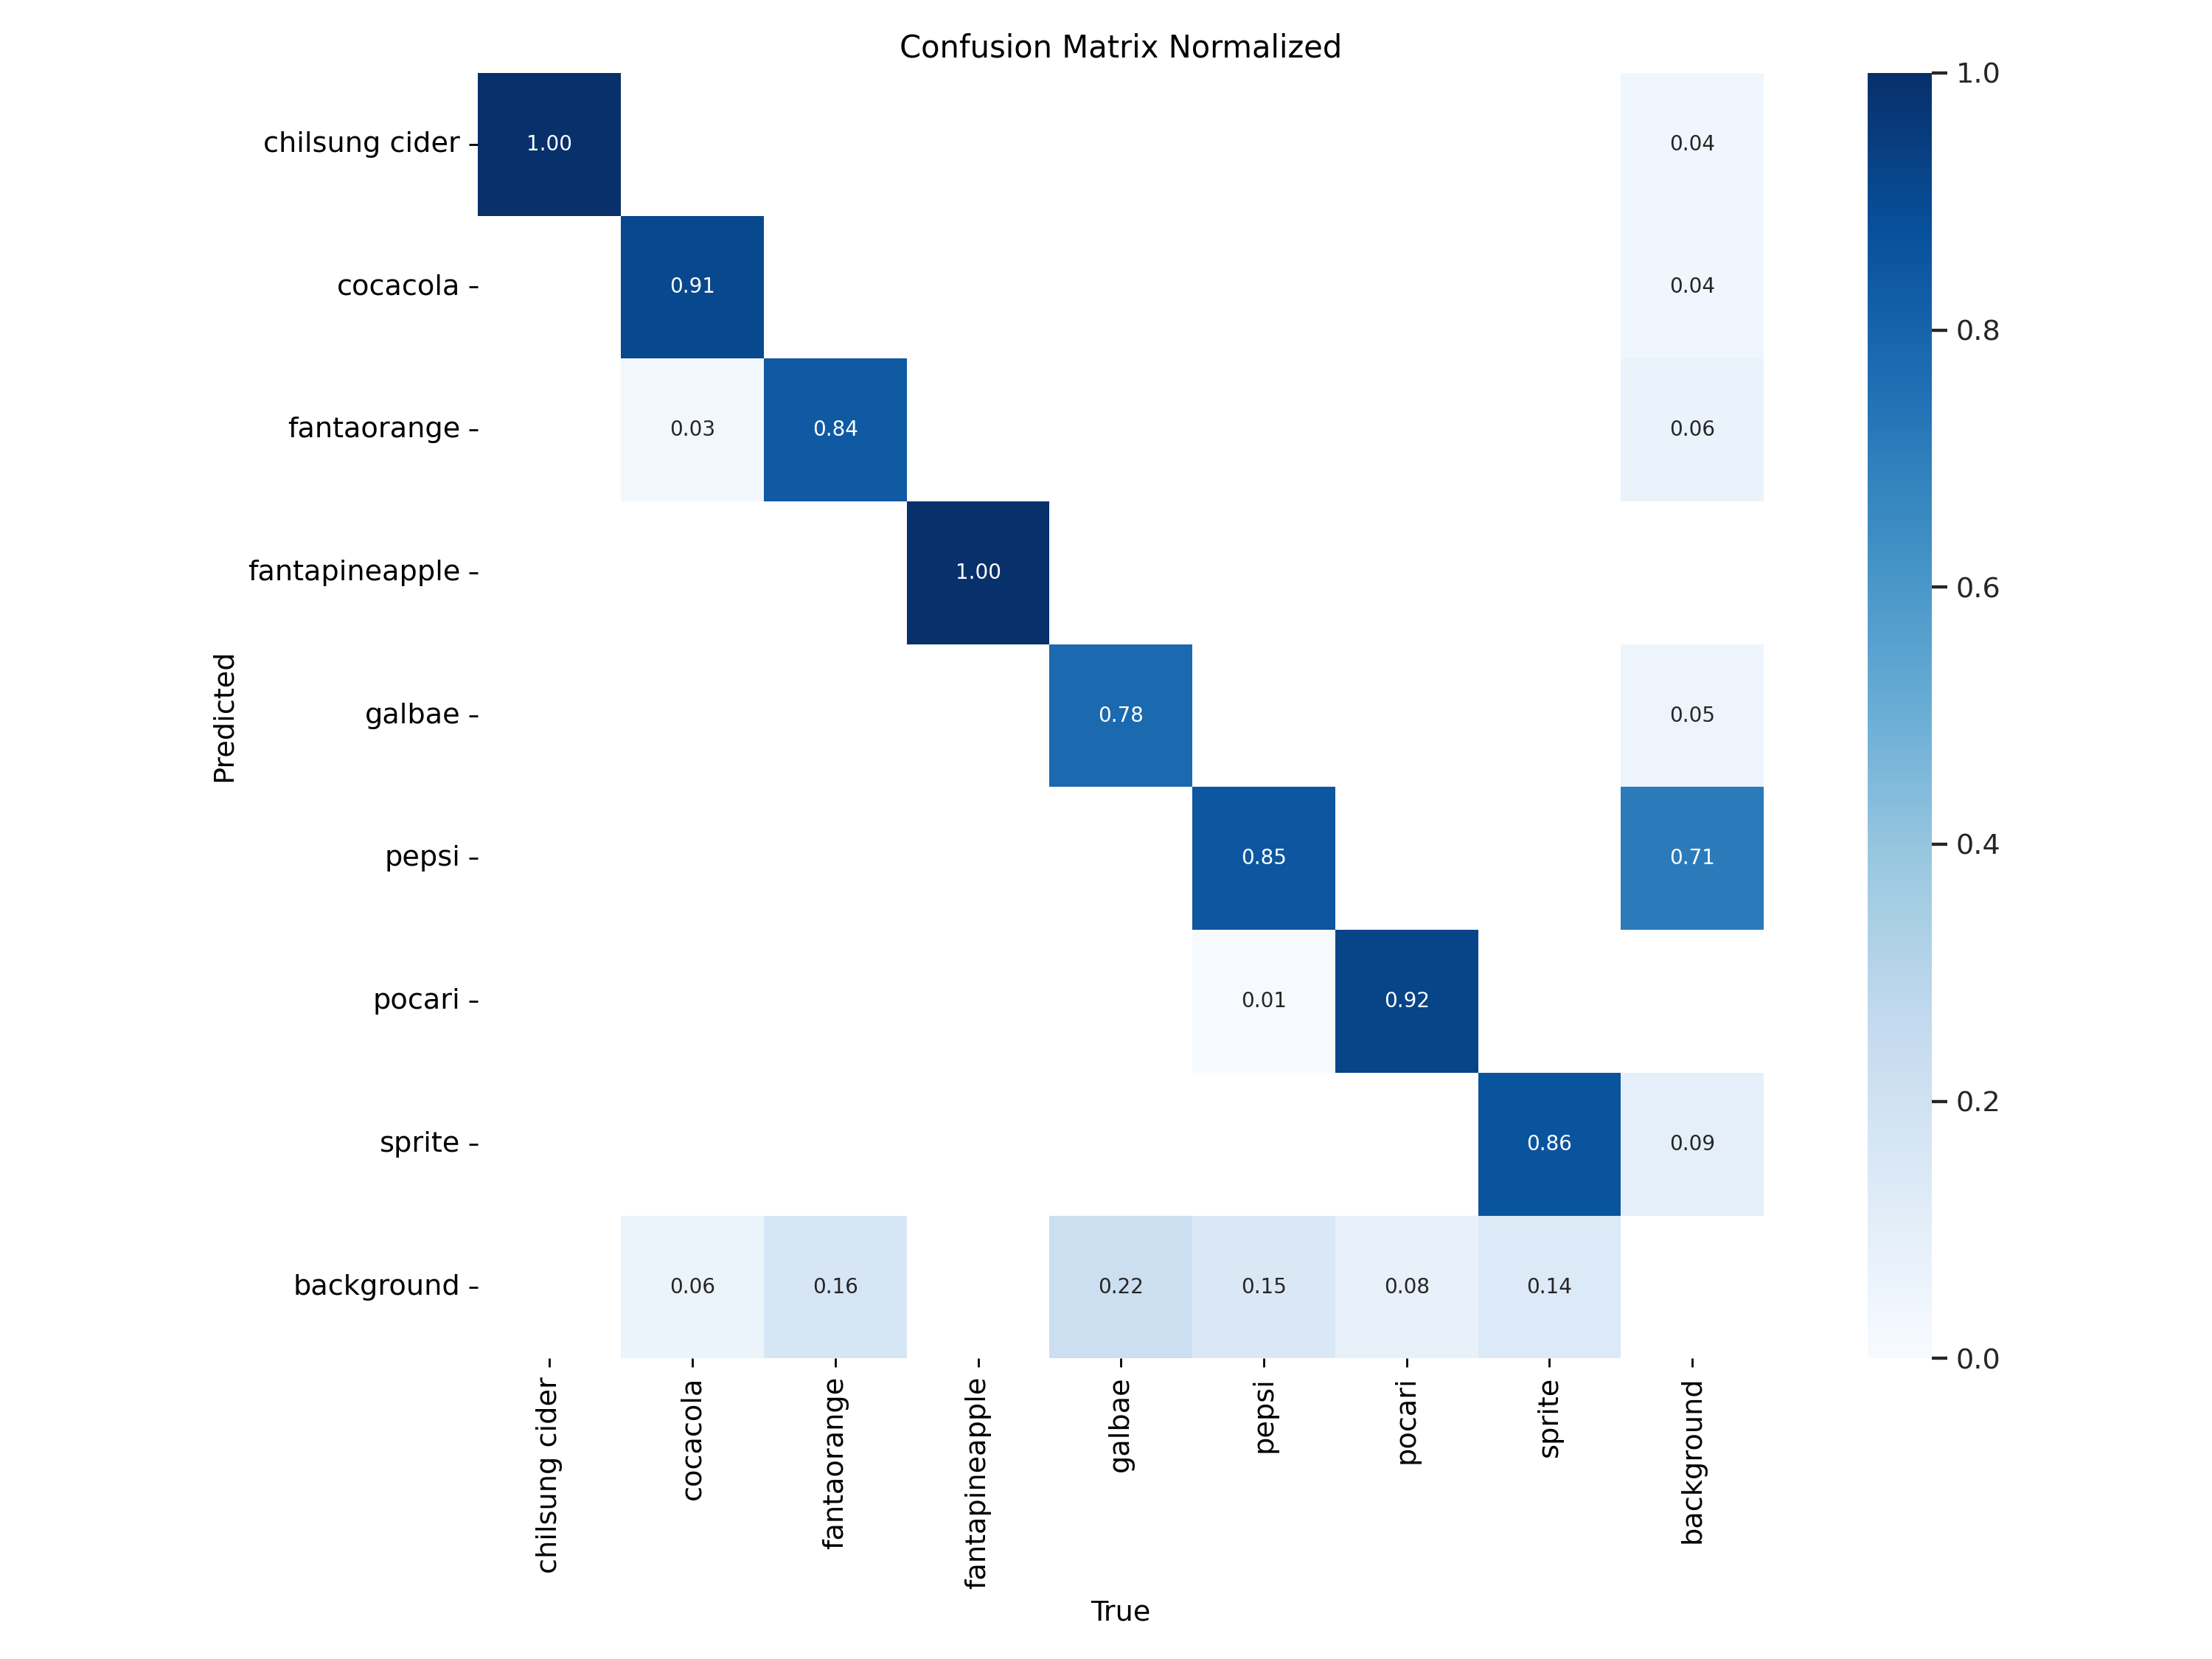 Confusion Matrix Normalized
chilsung cider
1.00
0.04
cocacola
0.91
0.04
fantaorange
0.03
0.84
0.06
fantapineapple
1.00
galbae
0.78
0.05
pepsi
0.85
0.71
pocari
0.01
0.92
sprite
0.86
0.09
background
0.06
0.16
0.22
0.15
0.08
0.14
Predicted
chilsung cider
cocacola
fantaorange
fantapineapple
galbae
pepsi
pocari
sprite
background
True
1.0
0.8
0.6
0.4
0.2
0.0